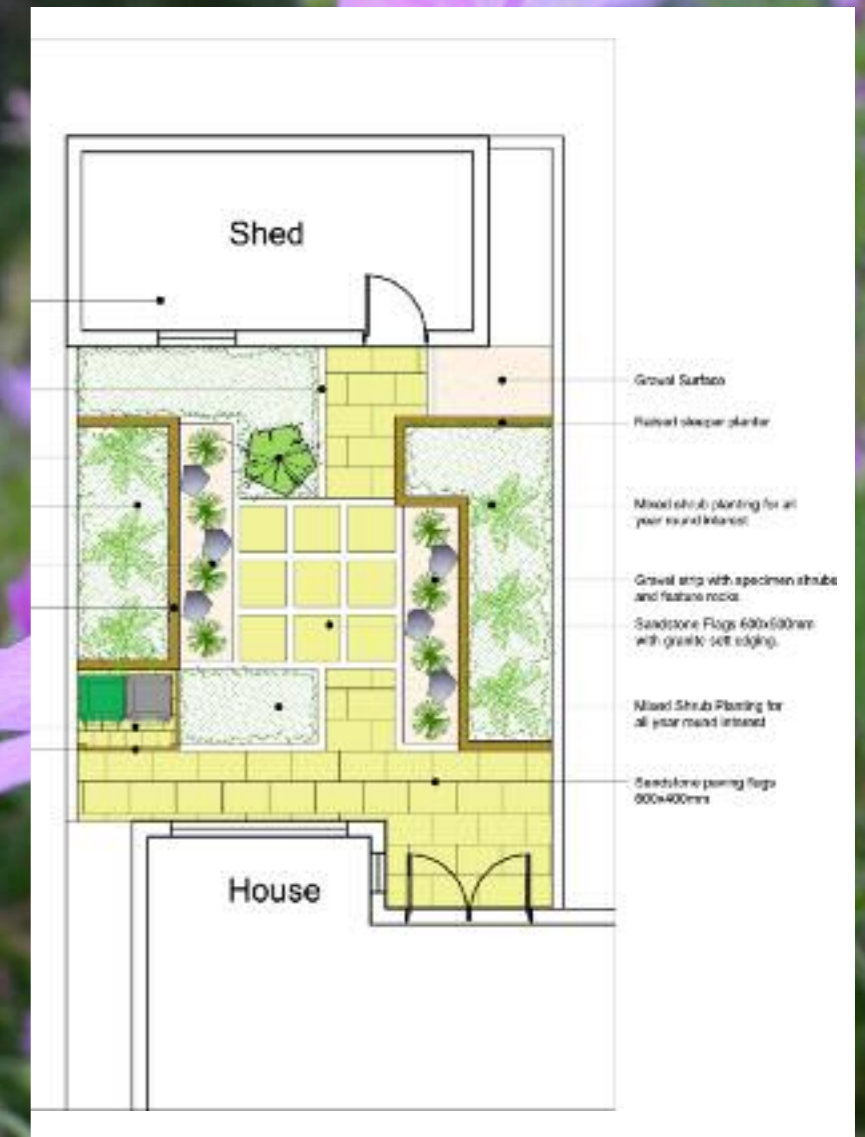 Shed
Gravel Surface
Raised sleeper planter
Mixed shrub planting for all
year round interest
Gravel strip with specimen shrubs
and feature rocks
Sandstone Flags 600x600mm
with granite sett edging.
Mixed Shrub Planting for
all year round interest
Sandstone paving flags
600x400mm
House